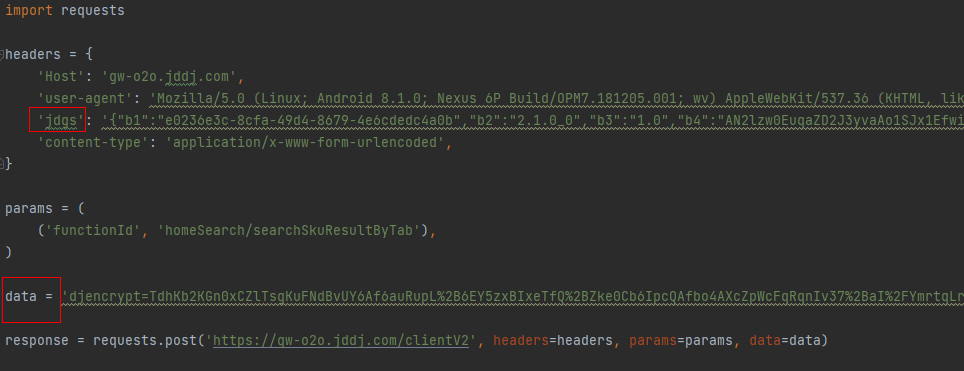 import requests
headers = {
'Host': 'gw-o2o.jddj.com',
'user-agent': 'Mozilla/5.0 (Linux; Android 8.1.0; Nexus 6P Build/OPM7.181205.001; wv) AppleWebKit/537.36 (KHTML, lik
'jdgs': '{"b1":"e0236e3c-8cfa-49d4-8679-4e6cdedc4a0b","b2":"2.1.0_0","b3":"1.0","b4":"AN2lzw0EuqaZD2J3yvaAo1SJx1Efwi
'content-type': 'application/x-www-form-urlencoded',
}
params = (
('functionId', 'homeSearch/searchSkuResultByTab'),
)
data = 'djencrypt=TdhKb2KGn0xCZlTsgKuFNdBvUY6Af6auRupL%2B6EY5zxBIxeTfQ%2BZke0Cb6IpcQAfbo4AXcZpWcFqRqnIv37%2BaI%2FYmrtqLr
response = requests.post('https://gw-o2o.jddj.com/clientV2', headers=headers, params=params, data=data)